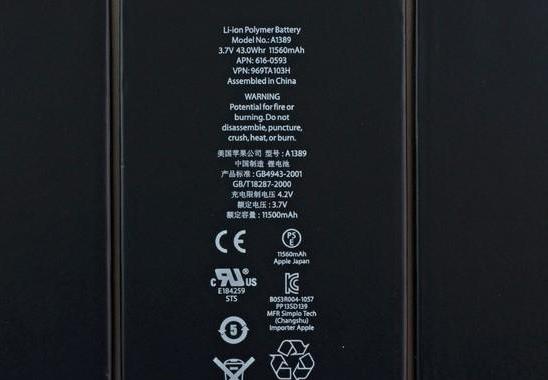 Li-ion Polymer Battery
Model No.: A1389
3.7V 43.0Whr 11560mAh
APN: 616-0593
VPN: 969TA103H
Assembled in China
WARNING
Potential for fire or
burning. Do not
disassemble, puncture,
crush, heat, or burn.
美国苹果公司 型号 : A1389
中国制造 锂电池
产品标准 : GB4943-2001
GB/T18287-2000
充电限制电压 4.2V
额定电压 : 3.7V
额定容量 : 11500mAh
CE
PS
E
11560mAh
Apple Japan
c RU ® US
E184259
STS
B053R004-1057
PP13SD139
MFR Simplo Tech
(Changshu)
Importer Apple
5